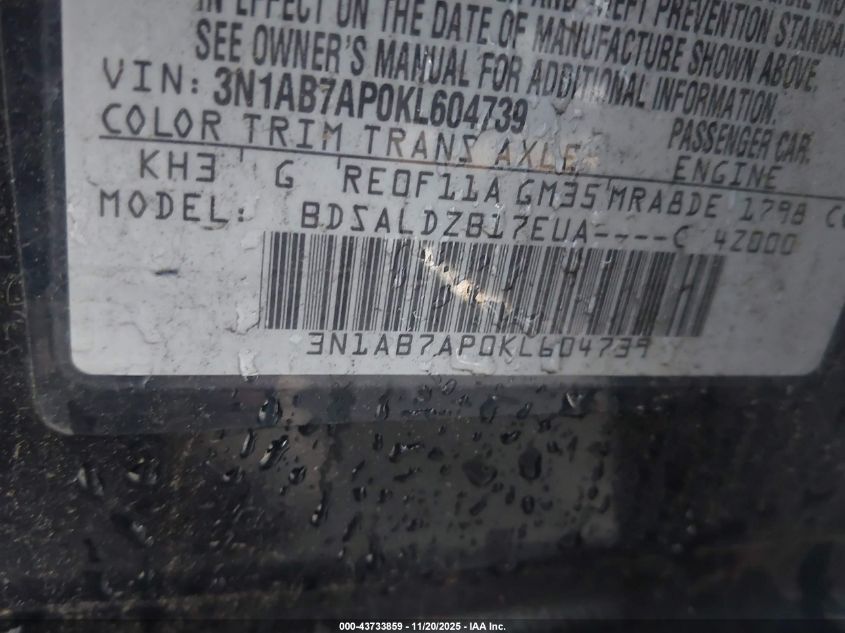 IN EFFECT ON THE DATE OF MANUFACTURE SHOWN ABOVE.
SEE OWNER'S MANUAL FOR ADDITIONAL INFORMATION.
VIN: 3N1AB7AP0KL604739 PASSENGER CAR
COLOR TRIM TRANS AXLE ENGINE
KH3 G RE0F11A GM35 MRA8DE 1798
MODEL: BDSALDZB17EUA----C 42000
3N1AB7AP0KL604739
000-43733859 - 11/20/2025 - IAA Inc.